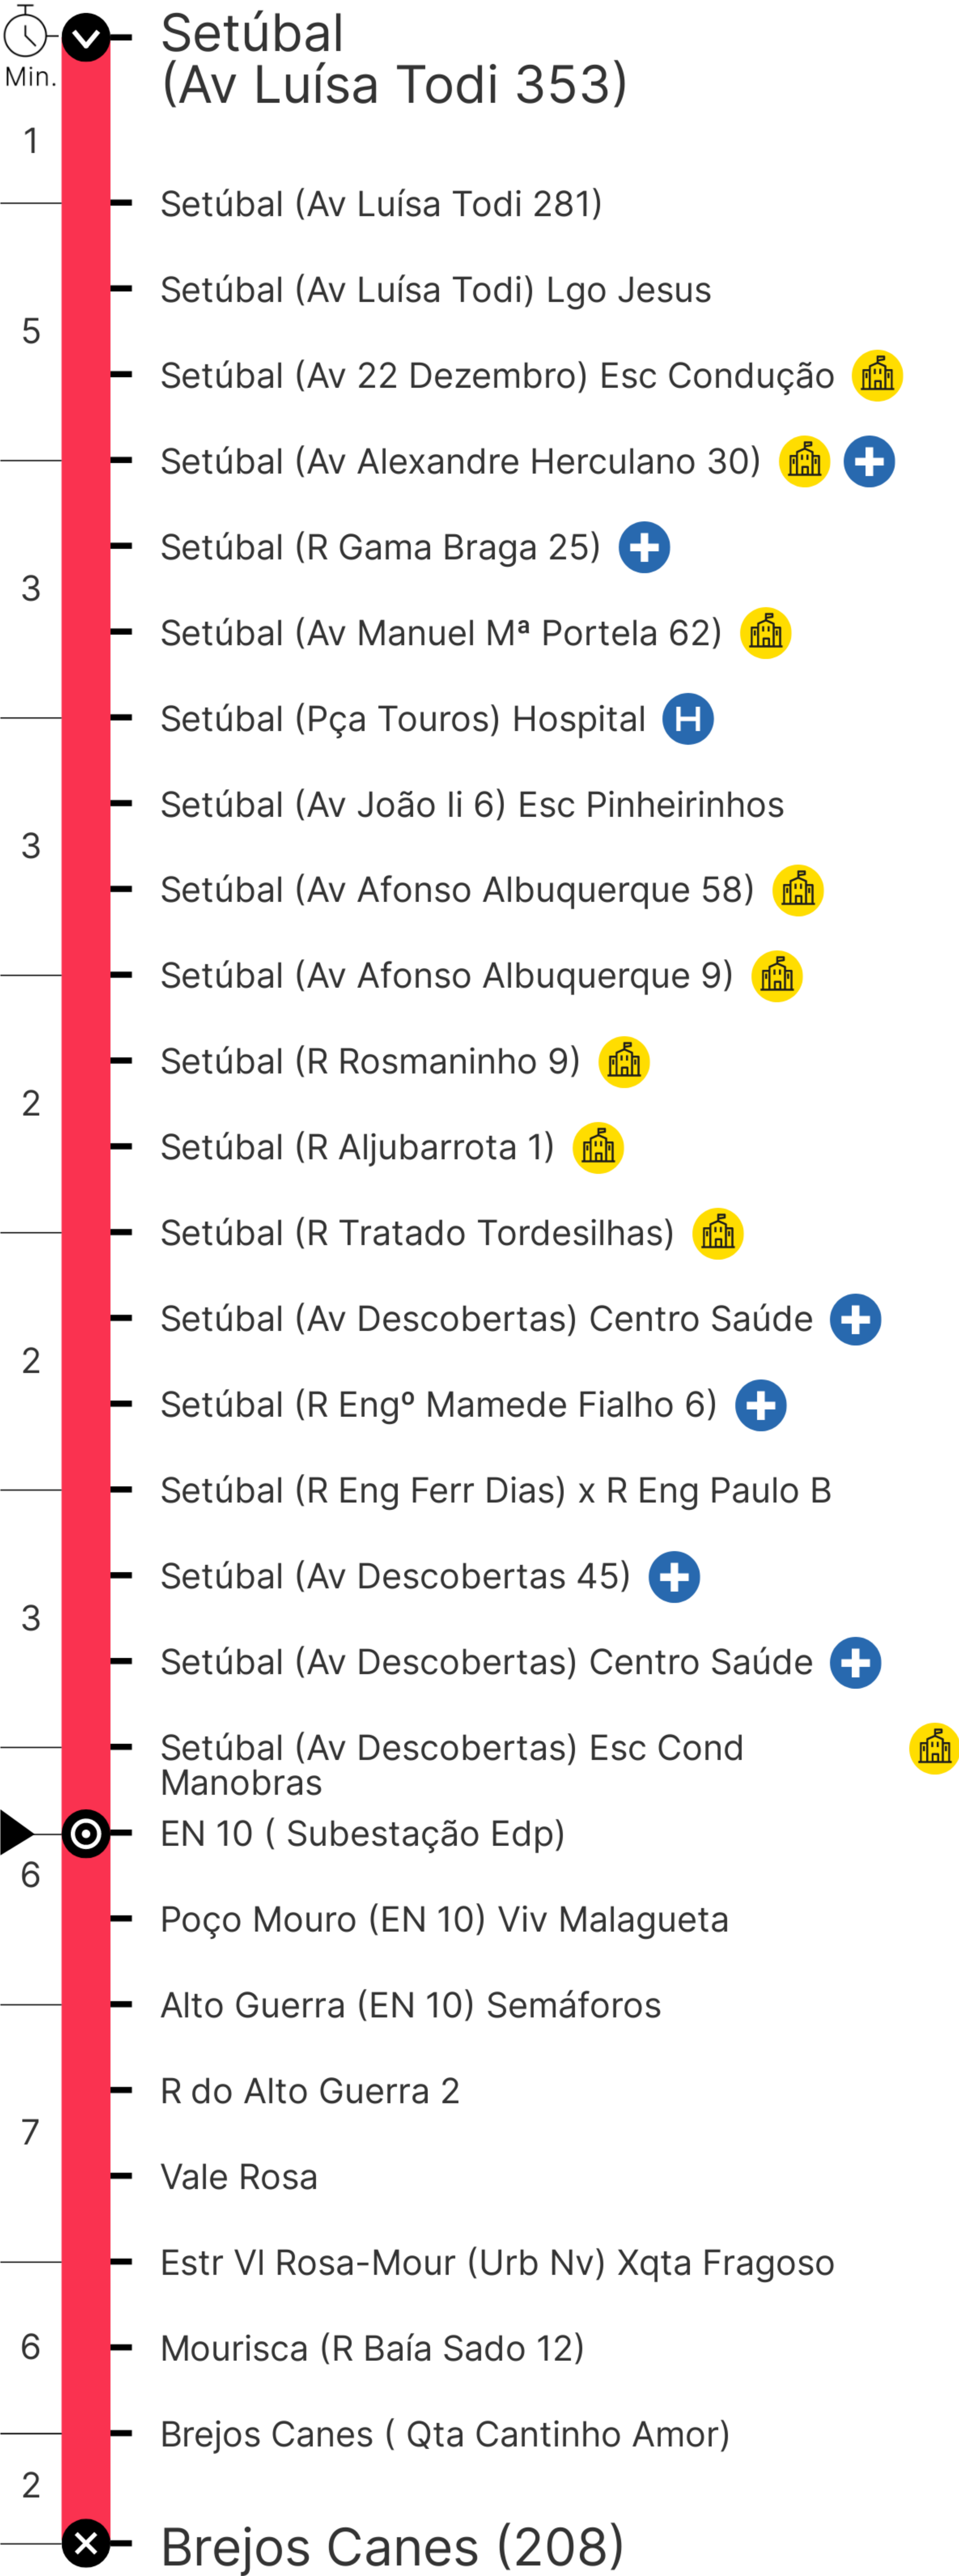 Setúbal
(Av Luísa Todi 353)
Min.
1
Setúbal (Av Luísa Todi 281)
Setúbal (Av Luísa Todi) Lgo Jesus
5
Setúbal (Av 22 Dezembro) Esc Condução
Setúbal (Av Alexandre Herculano 30)
Setúbal (R Gama Braga 25)
3
Setúbal (Av Manuel Mª Portela 62)
Setúbal (Pça Touros) Hospital H
Setúbal (Av João Ii 6) Esc Pinheirinhos
3
Setúbal (Av Afonso Albuquerque 58)
Setúbal (Av Afonso Albuquerque 9)
Setúbal (R Rosmaninho 9)
2
Setúbal (R Aljubarrota 1)
Setúbal (R Tratado Tordesilhas)
Setúbal (Av Descobertas) Centro Saúde
2
Setúbal (R Engº Mamede Fialho 6)
Setúbal (R Eng Ferr Dias) x R Eng Paulo B
Setúbal (Av Descobertas 45)
3
Setúbal (Av Descobertas) Centro Saúde
Setúbal (Av Descobertas) Esc Cond
Manobras
EN 10 ( Subestação Edp)
6
Poço Mouro (EN 10) Viv Malagueta
Alto Guerra (EN 10) Semáforos
R do Alto Guerra 2
7
Vale Rosa
Estr Vl Rosa-Mour (Urb Nv) Xqta Fragoso
6
Mourisca (R Baía Sado 12)
Brejos Canes ( Qta Cantinho Amor)
2
Brejos Canes (208)